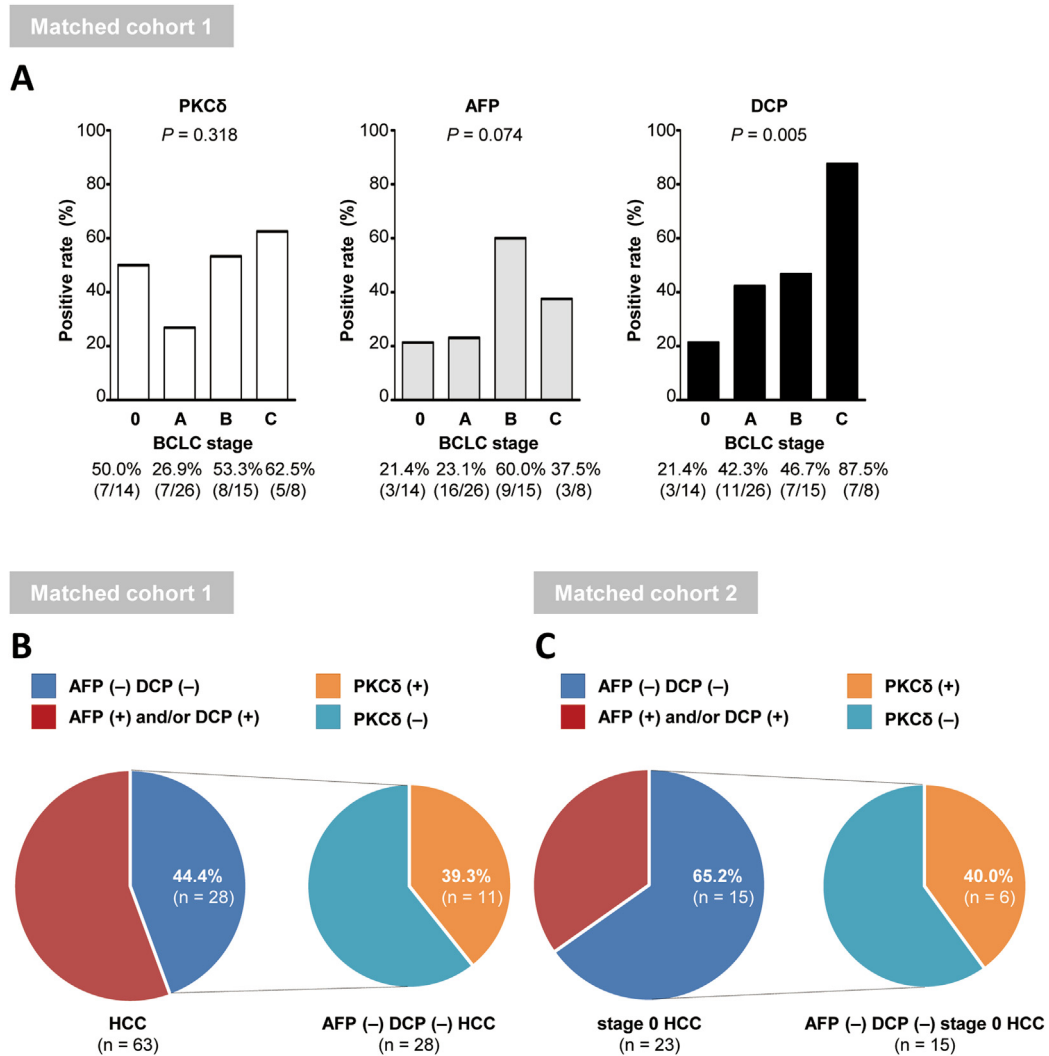 Matched cohort 1
A
PKCδ
P = 0.318
Positive rate (%)
100
80
60
40
20
0
0 A B C
BCLC stage
50.0% 26.9% 53.3% 62.5%
(7/14) (7/26) (8/15) (5/8)
AFP
P = 0.074
Positive rate (%)
100
80
60
40
20
0
0 A B C
BCLC stage
21.4% 23.1% 60.0% 37.5%
(3/14) (16/26) (9/15) (3/8)
DCP
P = 0.005
Positive rate (%)
100
80
60
40
20
0
0 A B C
BCLC stage
21.4% 42.3% 46.7% 87.5%
(3/14) (11/26) (7/15) (7/8)
Matched cohort 1
B
AFP (–) DCP (–)
AFP (+) and/or DCP (+)
PKCδ (+)
PKCδ (–)
44.4%
(n = 28)
39.3%
(n = 11)
HCC
(n = 63)
AFP (–) DCP (–) HCC
(n = 28)
Matched cohort 2
C
AFP (–) DCP (–)
AFP (+) and/or DCP (+)
PKCδ (+)
PKCδ (–)
65.2%
(n = 15)
40.0%
(n = 6)
stage 0 HCC
(n = 23)
AFP (–) DCP (–) stage 0 HCC
(n = 15)